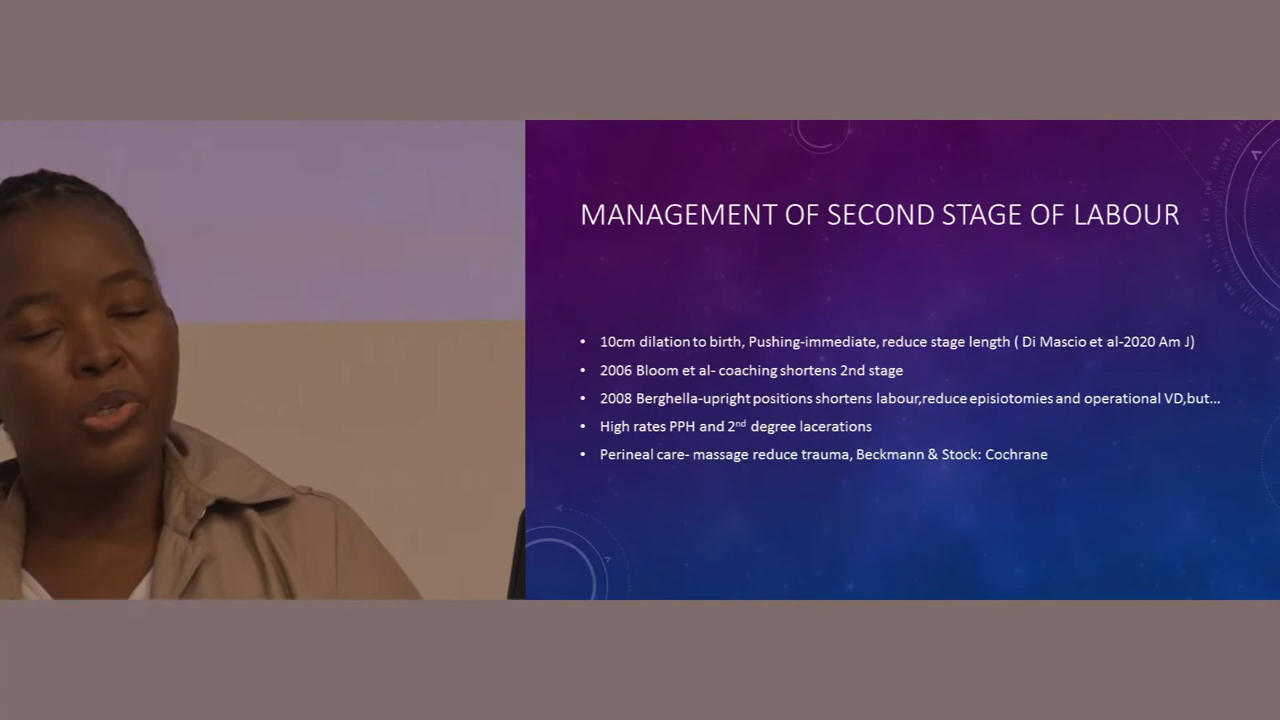 MANAGEMENT OF SECOND STAGE OF LABOUR
• 10cm dilation to birth, Pushing-immediate, reduce stage length ( Di Mascio et al-2020 Am J)
• 2006 Bloom et al- coaching shortens 2nd stage
• 2008 Berghella-upright positions shortens labour,reduce episiotomies and operational VD,but...
• High rates PPH and 2nd degree lacerations
• Perineal care- massage reduce trauma, Beckmann & Stock: Cochrane